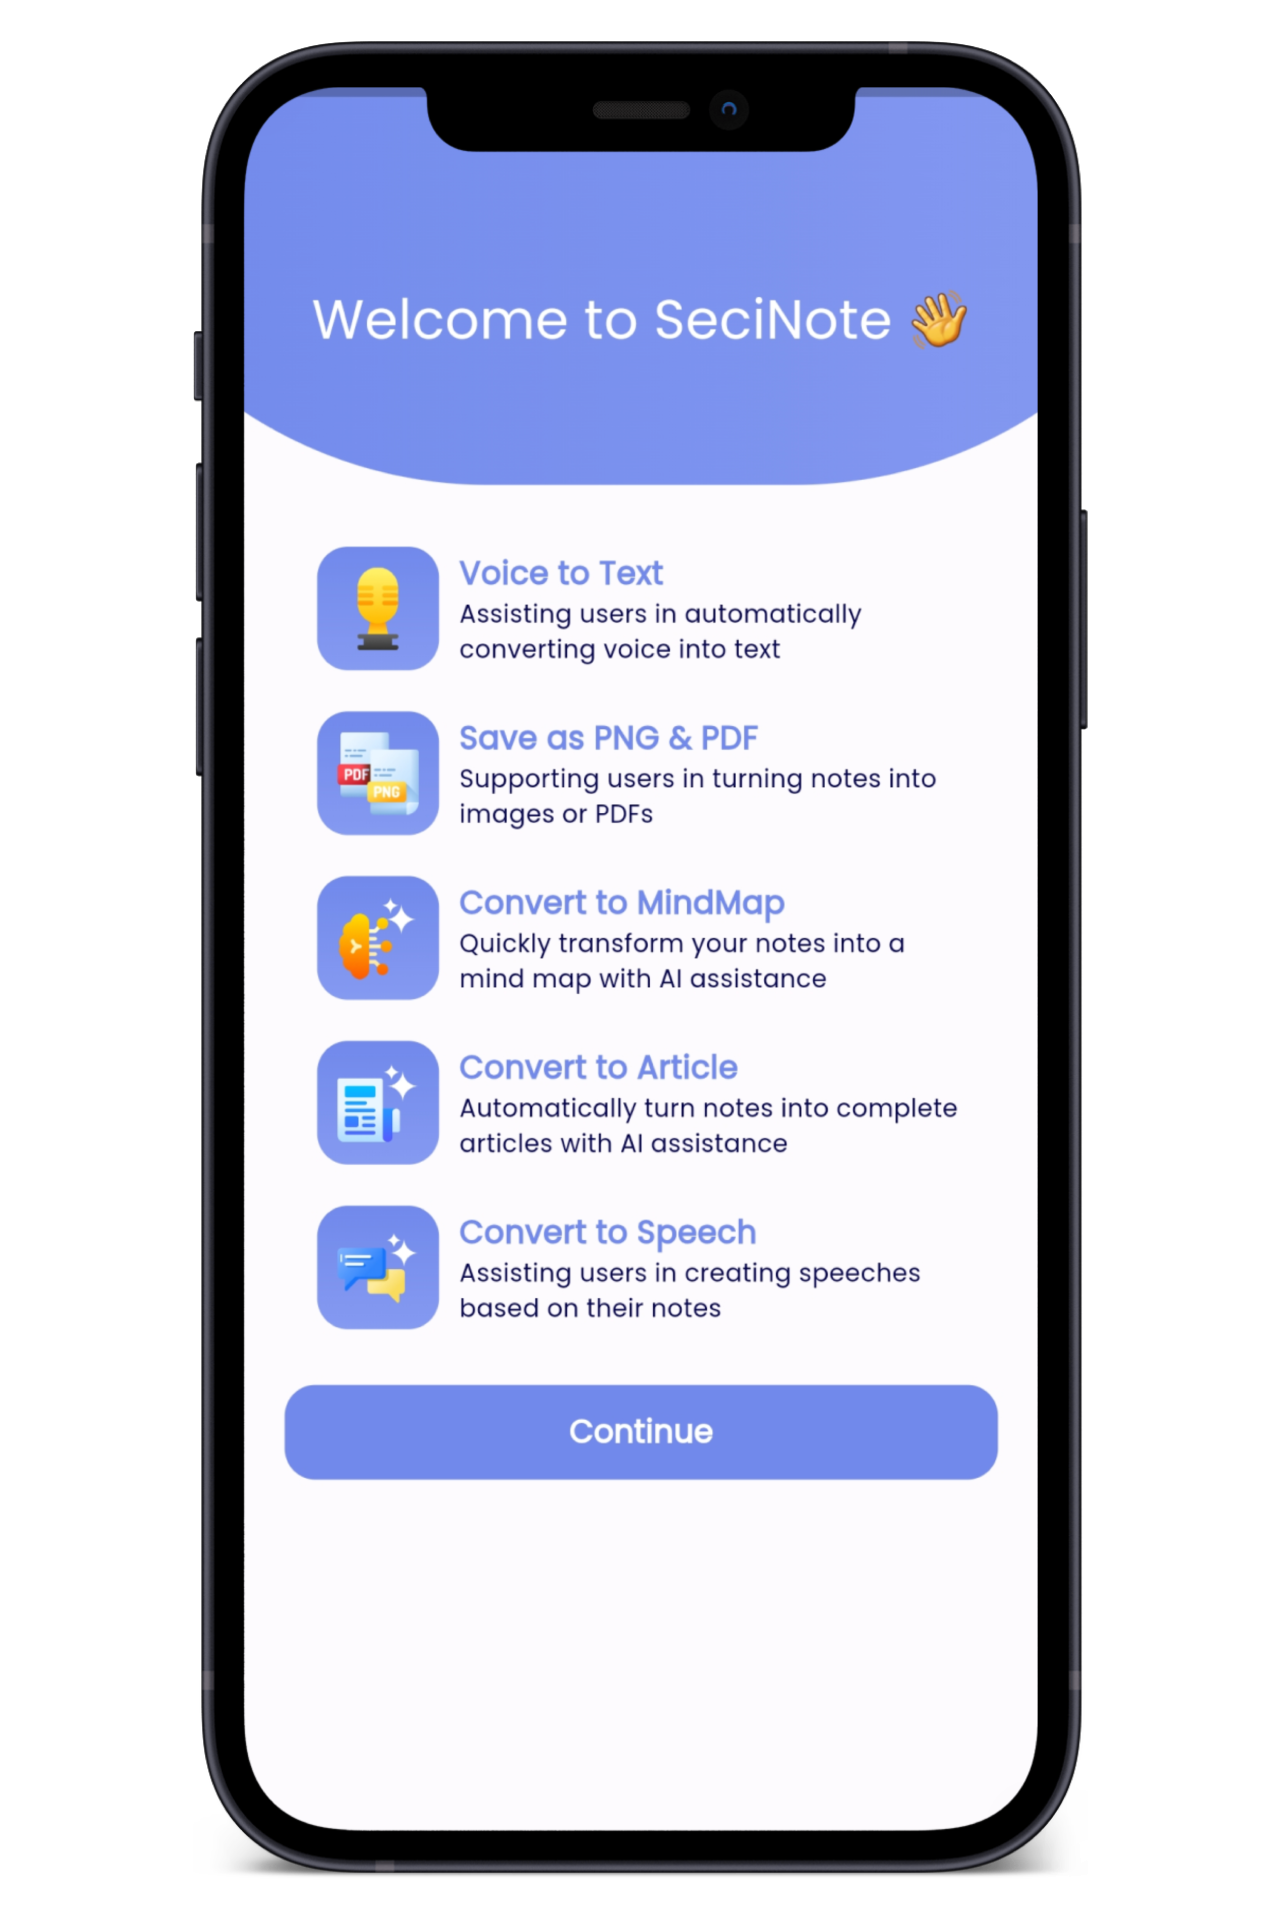 Welcome to SeciNote 👋
Voice to Text
Assisting users in automatically
converting voice into text
PDF
PNG
Save as PNG & PDF
Supporting users in turning notes into
images or PDFs
Convert to MindMap
Quickly transform your notes into a
mind map with AI assistance
Convert to Article
Automatically turn notes into complete
articles with AI assistance
Convert to Speech
Assisting users in creating speeches
based on their notes
Continue